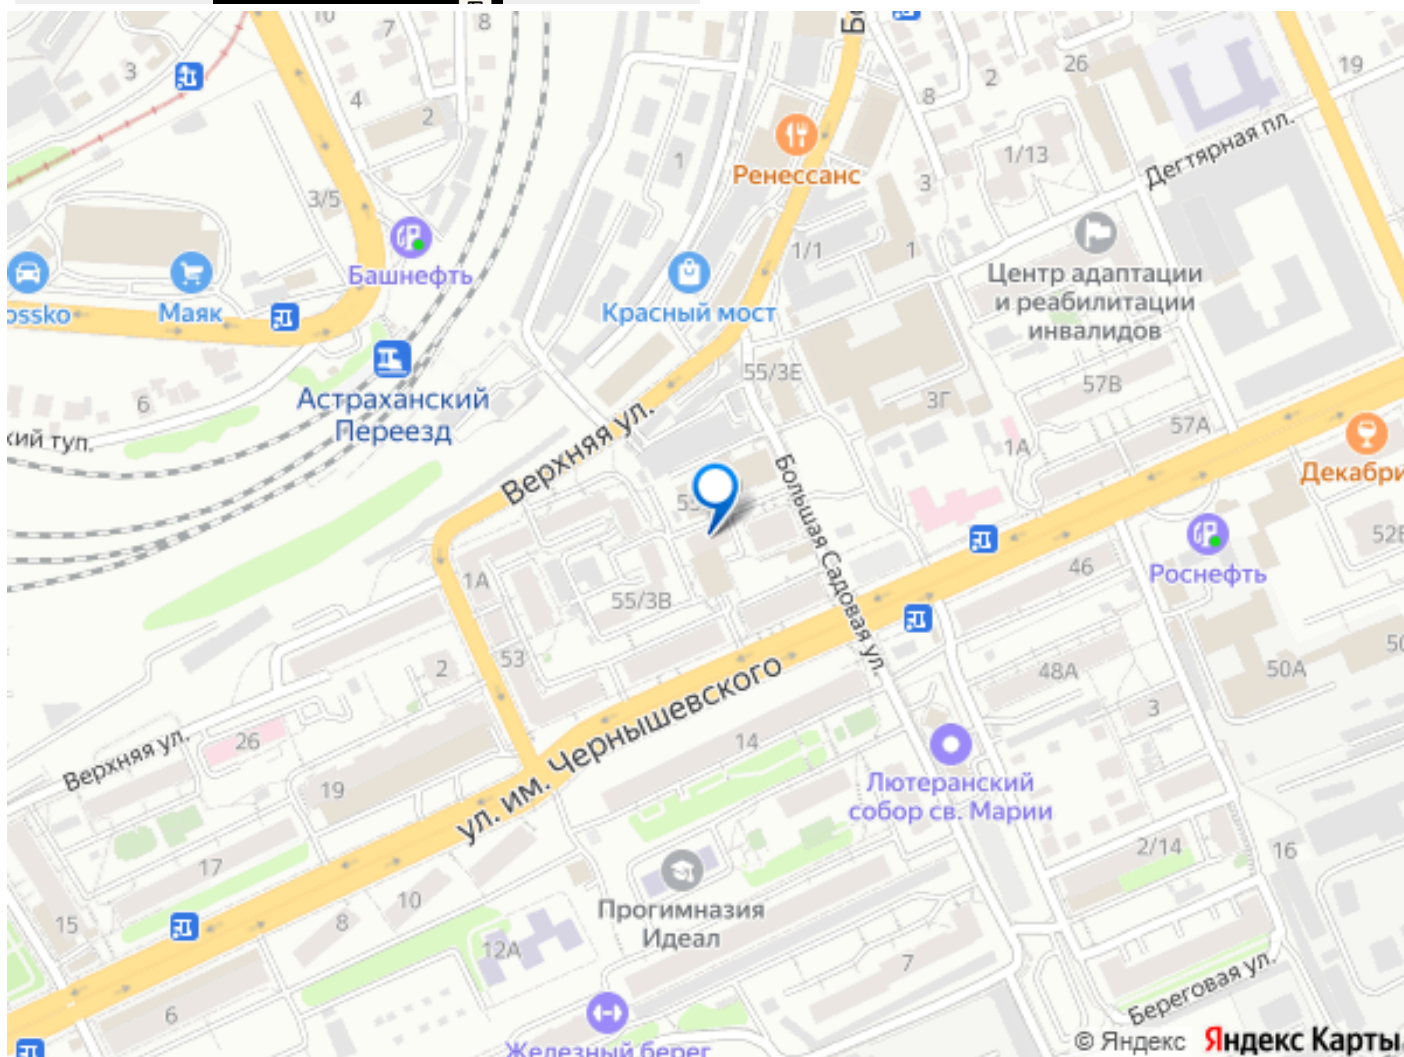 10
7
8
Бо
3
26
2
19
4
2
8
Дегтярная пл.
1
1/13
Ренессанс
3
3/5
1/1
1
Башнефть
Центр адаптации
и реабилитации
инвалидов
ossko
Маяк
Красный мост
55/3Е
57В
Астраханский
Переезд
6
3Г
57А
кий туп.
Верхняя ул.
1А
Декабри
Большая Садовая ул.
55
52Б
1А
55/3В
46
Роснефть
53
2
48А
50А
50
ул. им. Чернышевского
3
Верхняя ул.
26
14
Лютеранский
собор св. Марии
19
17
2/14
16
10
Прогимназия
Идеал
15
8
12А
7
6
Береговая ул.
Железный берег
© Яндекс Яндекс Карты